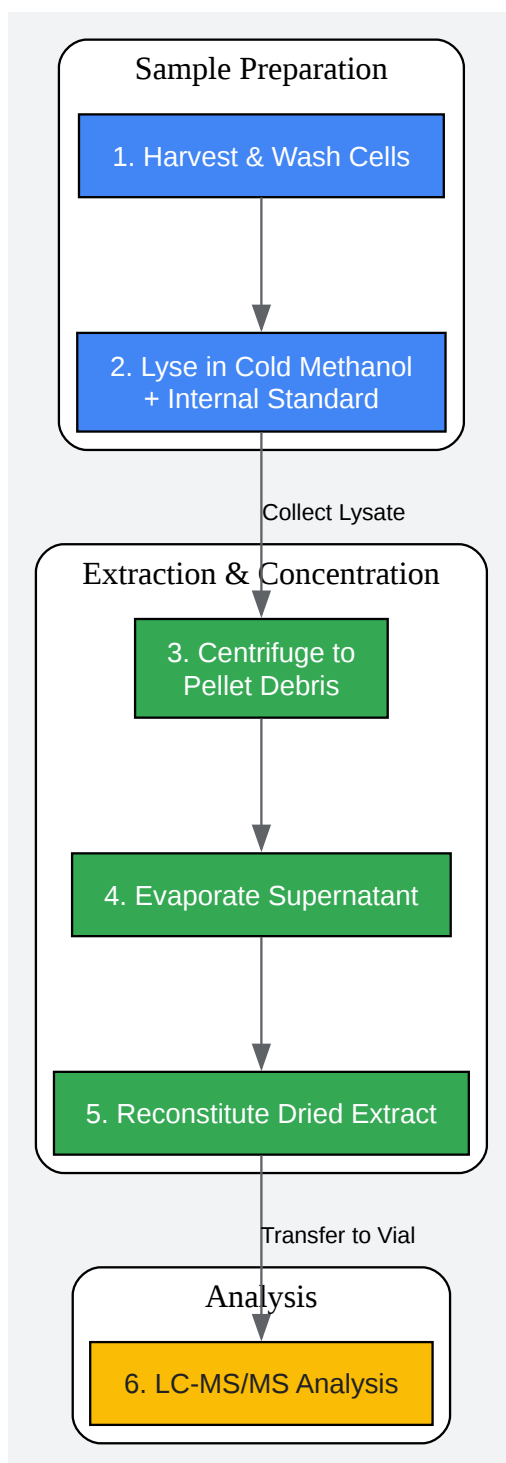 Sample Preparation
1. Harvest & Wash Cells
2. Lyse in Cold Methanol
+ Internal Standard
Collect Lysate
Extraction & Concentration
3. Centrifuge to
Pellet Debris
4. Evaporate Supernatant
5. Reconstitute Dried Extract
Transfer to Vial
Analysis
6. LC-MS/MS Analysis